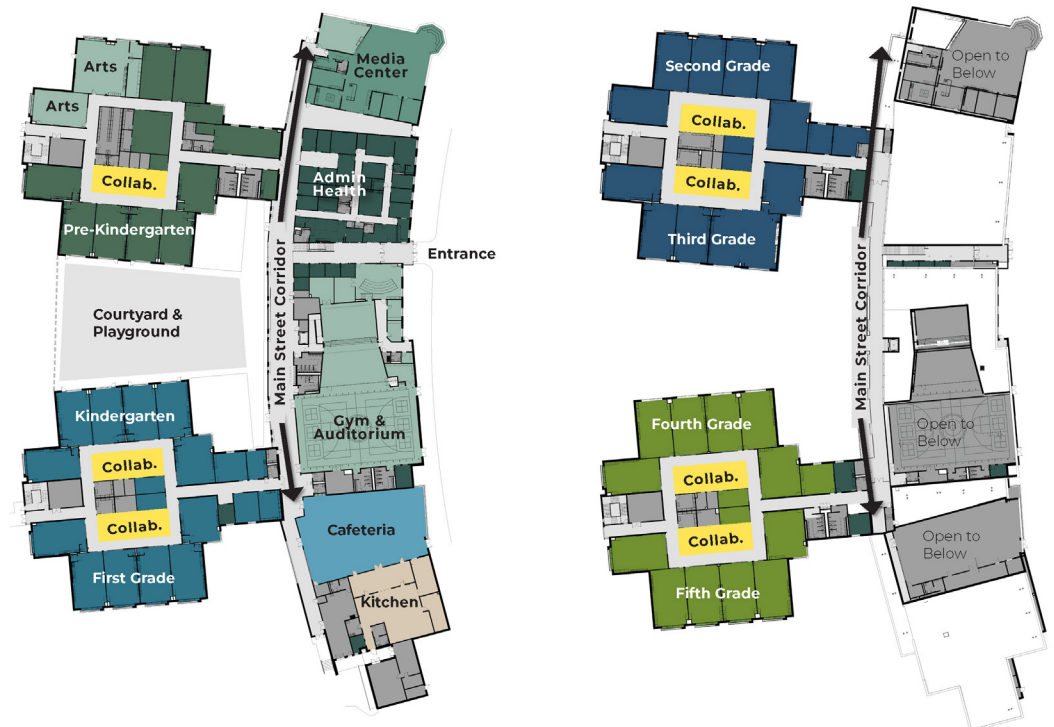 Arts
Arts
Collab.
Pre-Kindergarten
Media
Center
Admin
Health
Entrance
Main Street Corridor
Courtyard &
Playground
Kindergarten
Collab.
Collab.
First Grade
Gym &
Auditorium
Cafeteria
Kitchen
Second Grade
Collab.
Collab.
Third Grade
Open to
Below
Main Street Corridor
Fourth Grade
Collab.
Collab.
Fifth Grade
Open to
Below
Open to
Below